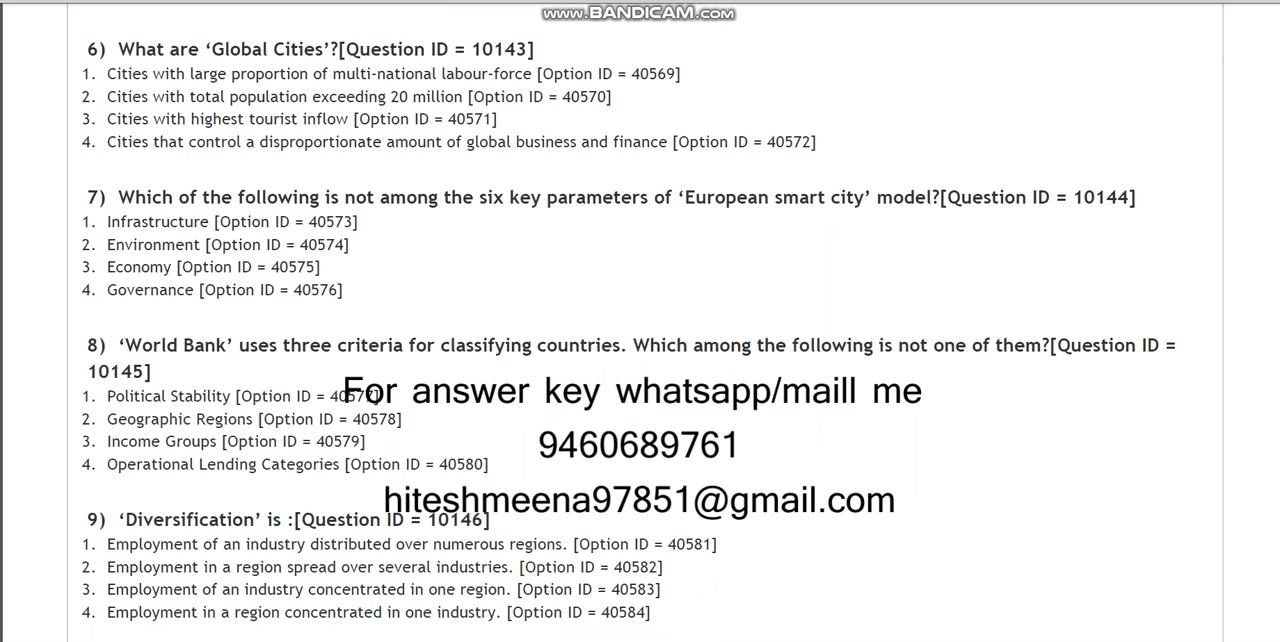 www.BANDICAM.com
6) What are ‘Global Cities’?[Question ID = 10143]
1. Cities with large proportion of multi-national labour-force [Option ID = 40569]
2. Cities with total population exceeding 20 million [Option ID = 40570]
3. Cities with highest tourist inflow [Option ID = 40571]
4. Cities that control a disproportionate amount of global business and finance [Option ID = 40572]
7) Which of the following is not among the six key parameters of ‘European smart city’ model?[Question ID = 10144]
1. Infrastructure [Option ID = 40573]
2. Environment [Option ID = 40574]
3. Economy [Option ID = 40575]
4. Governance [Option ID = 40576]
8) ‘World Bank’ uses three criteria for classifying countries. Which among the following is not one of them?[Question ID =
10145]
1. Political Stability [Option ID = 40577]
For answer key whatsapp/maill me
2. Geographic Regions [Option ID = 40578]
3. Income Groups [Option ID = 40579]
9460689761
4. Operational Lending Categories [Option ID = 40580]
hiteshmeena97851@gmail.com
9) ‘Diversification’ is :[Question ID = 10146]
1. Employment of an industry distributed over numerous regions. [Option ID = 40581]
2. Employment in a region spread over several industries. [Option ID = 40582]
3. Employment of an industry concentrated in one region. [Option ID = 40583]
4. Employment in a region concentrated in one industry. [Option ID = 40584]